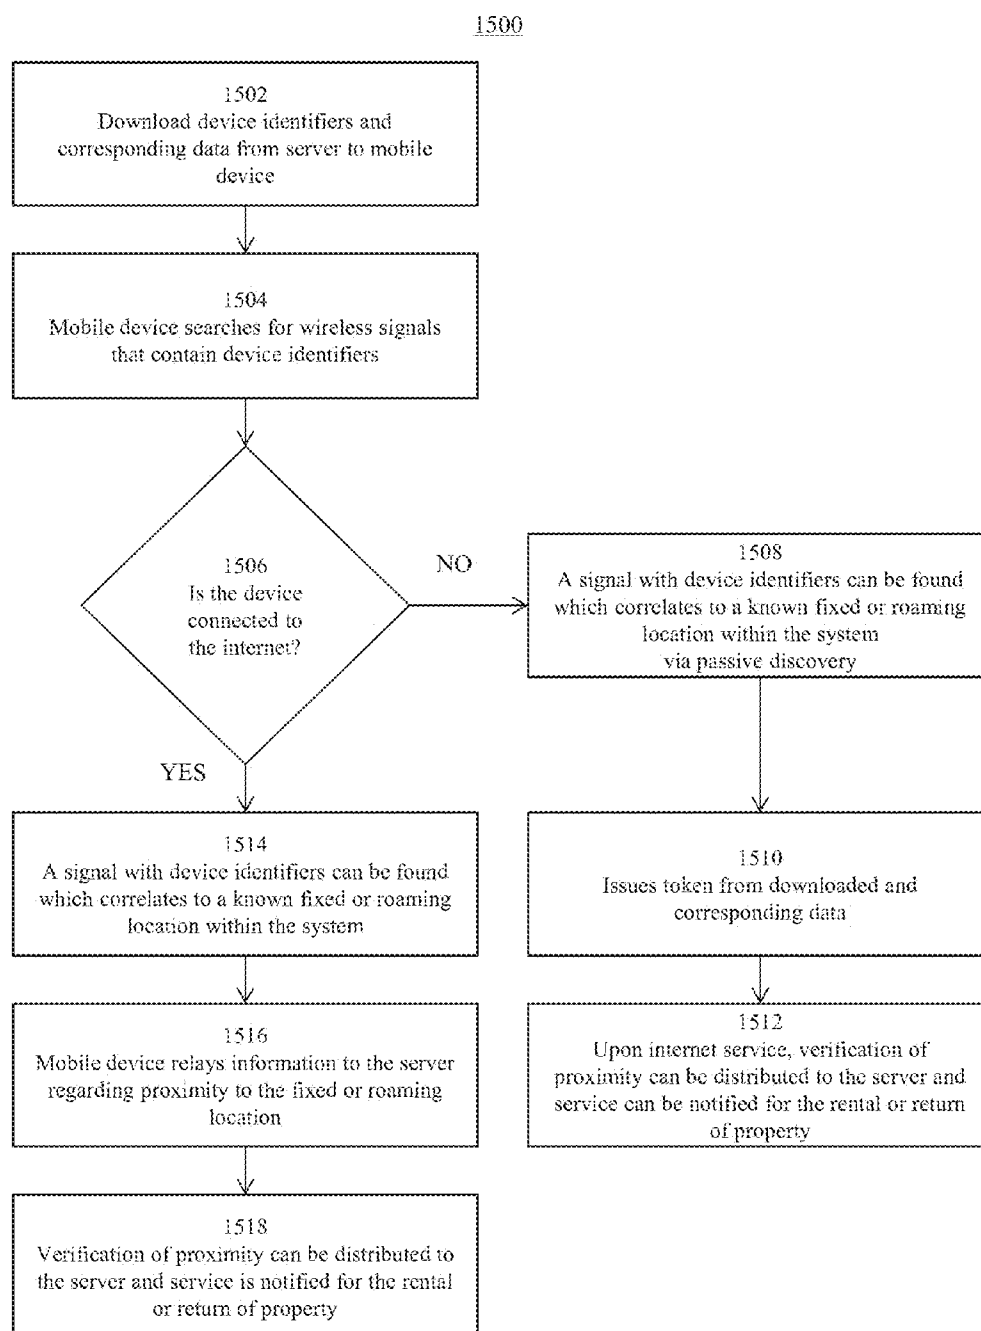 1500
1502
Download device identifiers and
corresponding data from server to mobile
device
1504
Mobile device searches for wireless signals
that contain device identifiers
1506
Is the device
connected to
the internet?
NO
1508
A signal with device identifiers can be found
which correlates to a known fixed or roaming
location within the system
via passive discovery
YES
1514
A signal with device identifiers can be found
which correlates to a known fixed or roaming
location within the system
1510
Issues token from downloaded and
corresponding data
1516
Mobile device relays information to the server
regarding proximity to the fixed or roaming
location
1512
Upon internet service, verification of
proximity can be distributed to the server and
service can be notified for the rental or return
of property
1518
Verification of proximity can be distributed to
the server and service is notified for the rental
or return of property